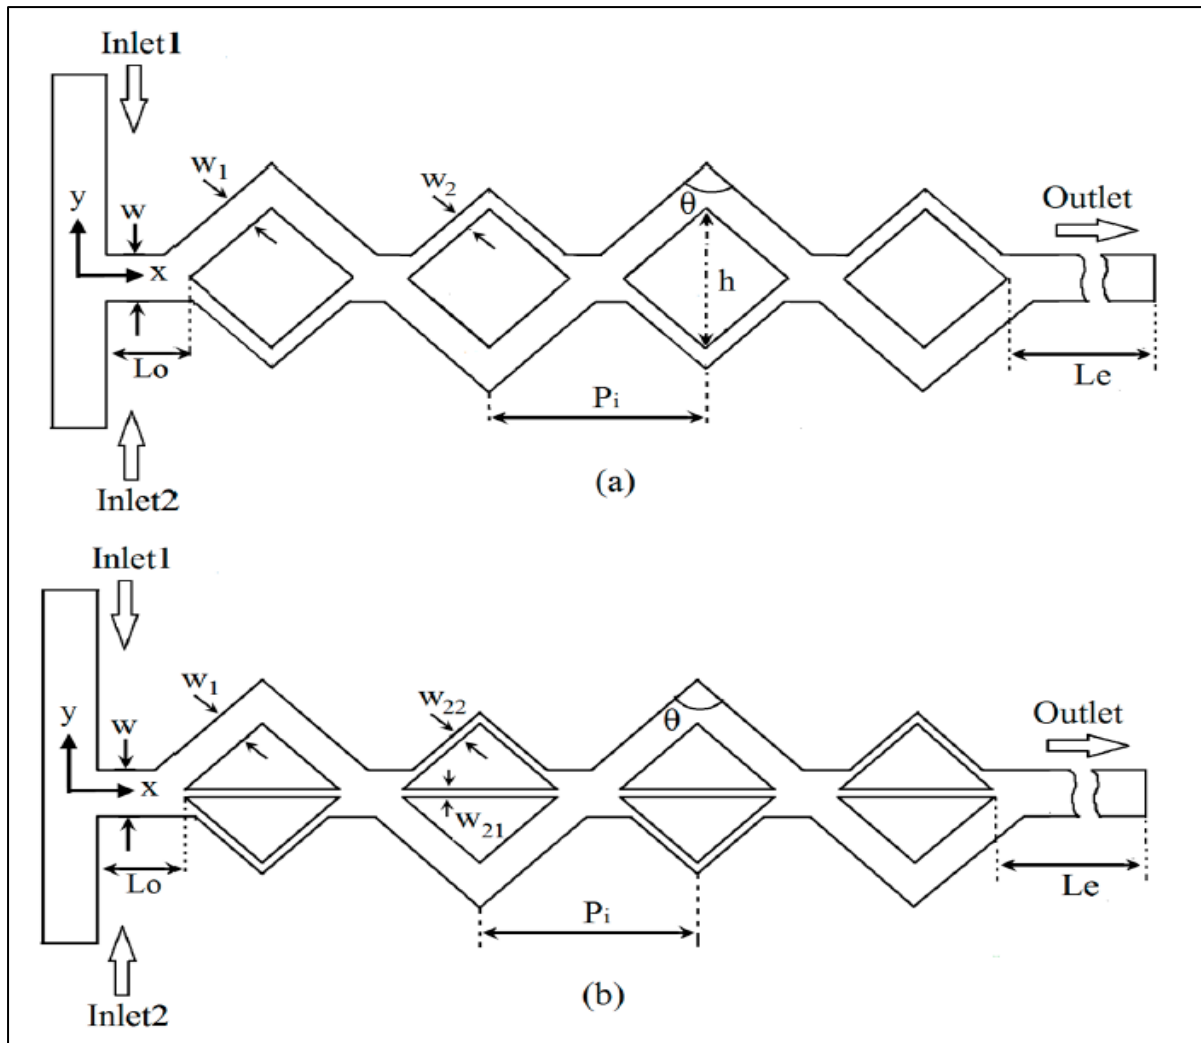 Inlet1
w1
w2
y
w
θ
Outlet
x
h
Lo
Le
Pi
Inlet2
(a)
Inlet1
w1
w22
y
w
θ
Outlet
x
w21
Lo
Le
Pi
Inlet2
(b)